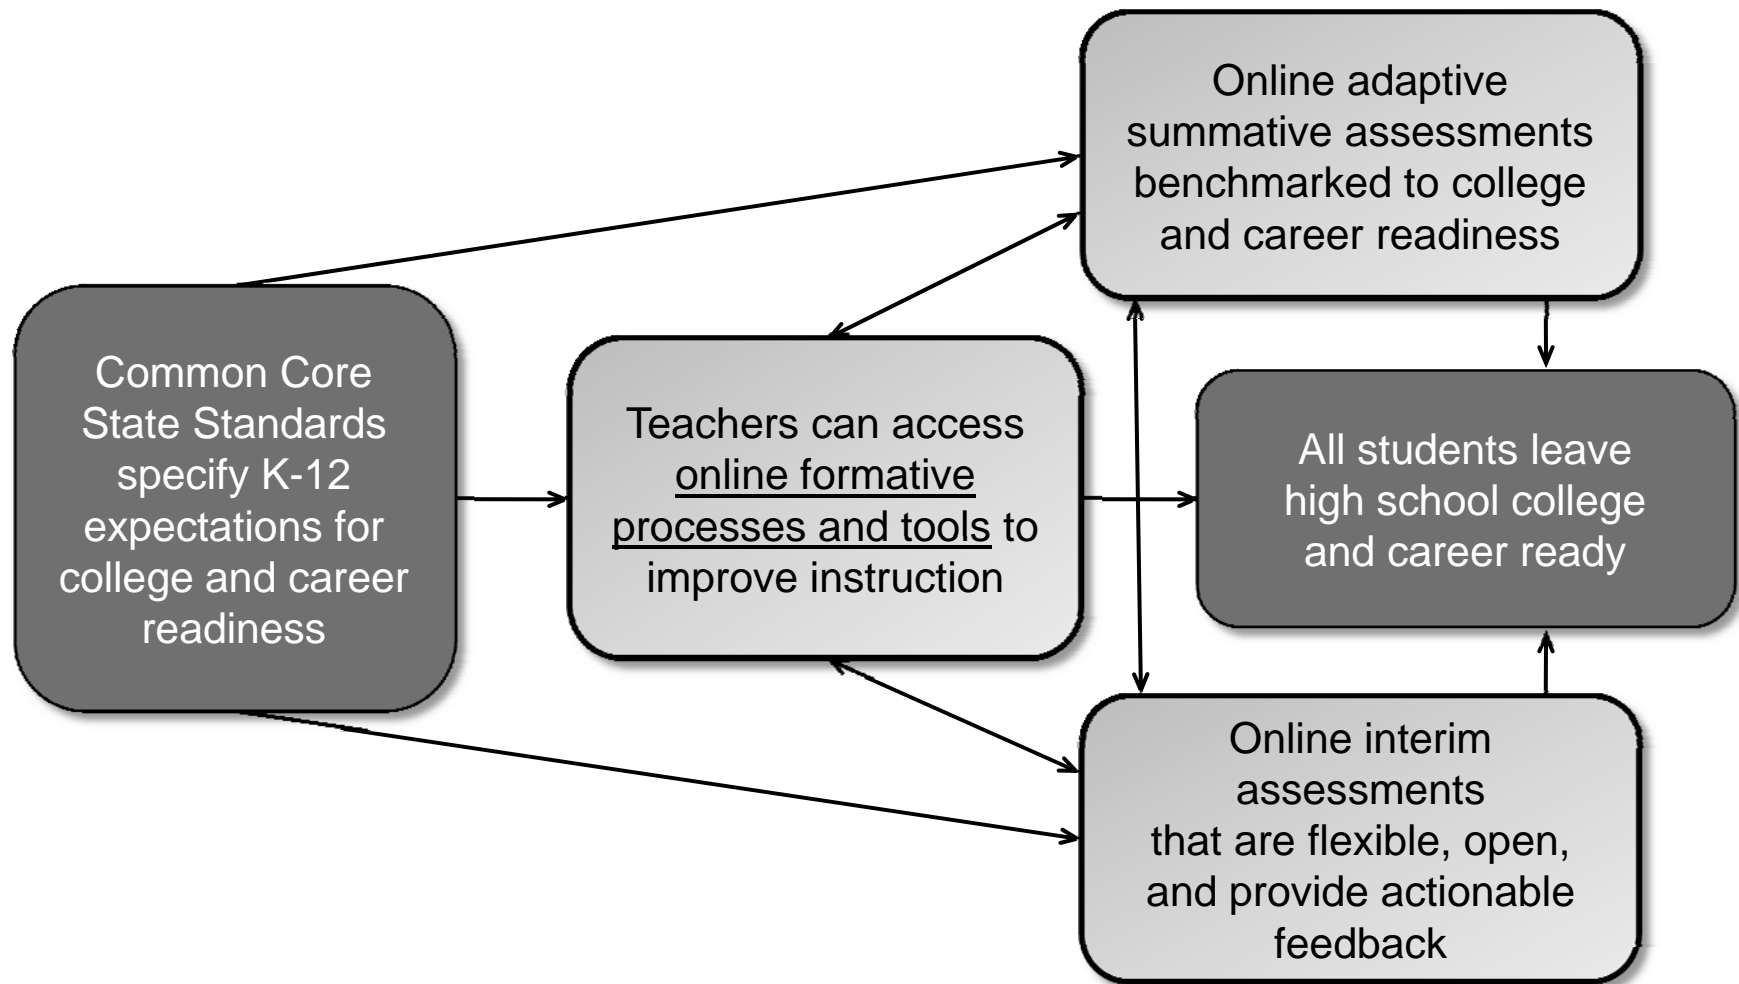 Online adaptive
summative assessments
benchmarked to college
and career readiness
Common Core
State Standards
specify K-12
expectations for
college and career
readiness
Teachers can access
online formative
processes and tools to
improve instruction
All students leave
high school college
and career ready
Online interim
assessments
that are flexible, open,
and provide actionable
feedback